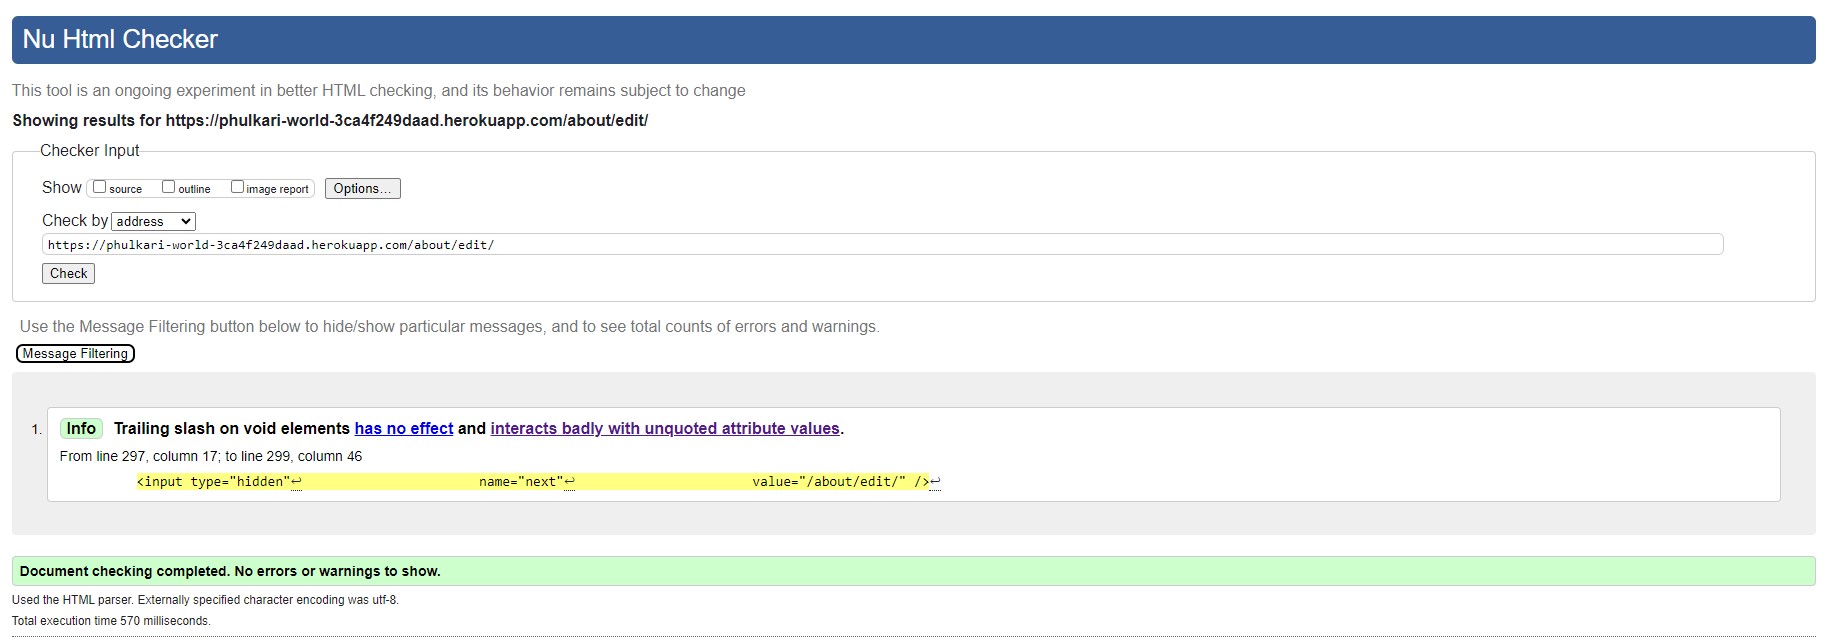 Nu Html Checker
This tool is an ongoing experiment in better HTML checking, and its behavior remains subject to change
Showing results for https://phulkari-world-3ca4f249daad.herokuapp.com/about/edit/
Checker Input
Show source outline image report Options...
Check by address
https://phulkari-world-3ca4f249daad.herokuapp.com/about/edit/
Check
Use the Message Filtering button below to hide/show particular messages, and to see total counts of errors and warnings.
Message Filtering
1. Info Trailing slash on void elements has no effect and interacts badly with unquoted attribute values.
From line 297, column 17; to line 299, column 46
<input type="hidden"↩ name="next"↩ value="/about/edit/" />↩
Document checking completed. No errors or warnings to show.
Used the HTML parser. Externally specified character encoding was utf-8.
Total execution time 570 milliseconds.